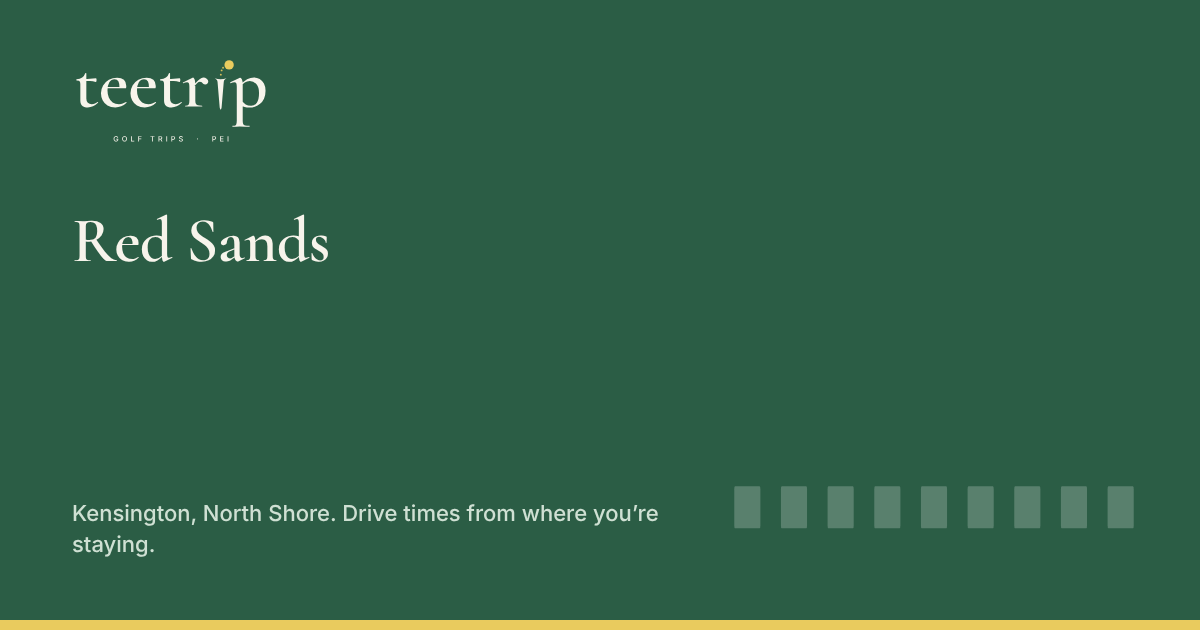 teetrip
GOLF TRIPS · PEI
Red Sands
Kensington, North Shore. Drive times from where you’re
staying.